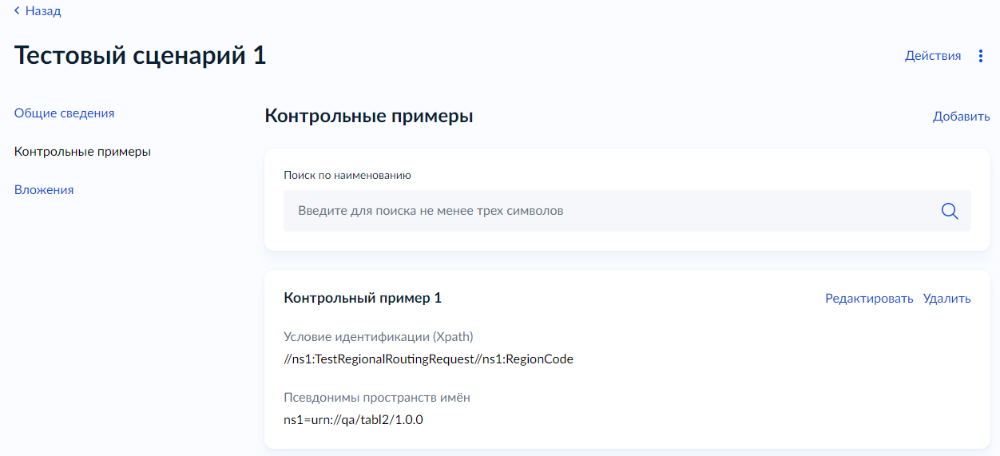 Назад
Тестовый сценарий 1
Действия
Общие сведения
Контрольные примеры
Вложения
Контрольные примеры
Добавить
Поиск по наименованию
Введите для поиска не менее трех символов
Контрольный пример 1
Редактировать Удалить
Условие идентификации (Xpath)
//ns1:TestRegionalRoutingRequest//ns1:RegionCode
Псевдонимы пространств имён
ns1=urn://qa/tabl2/1.0.0